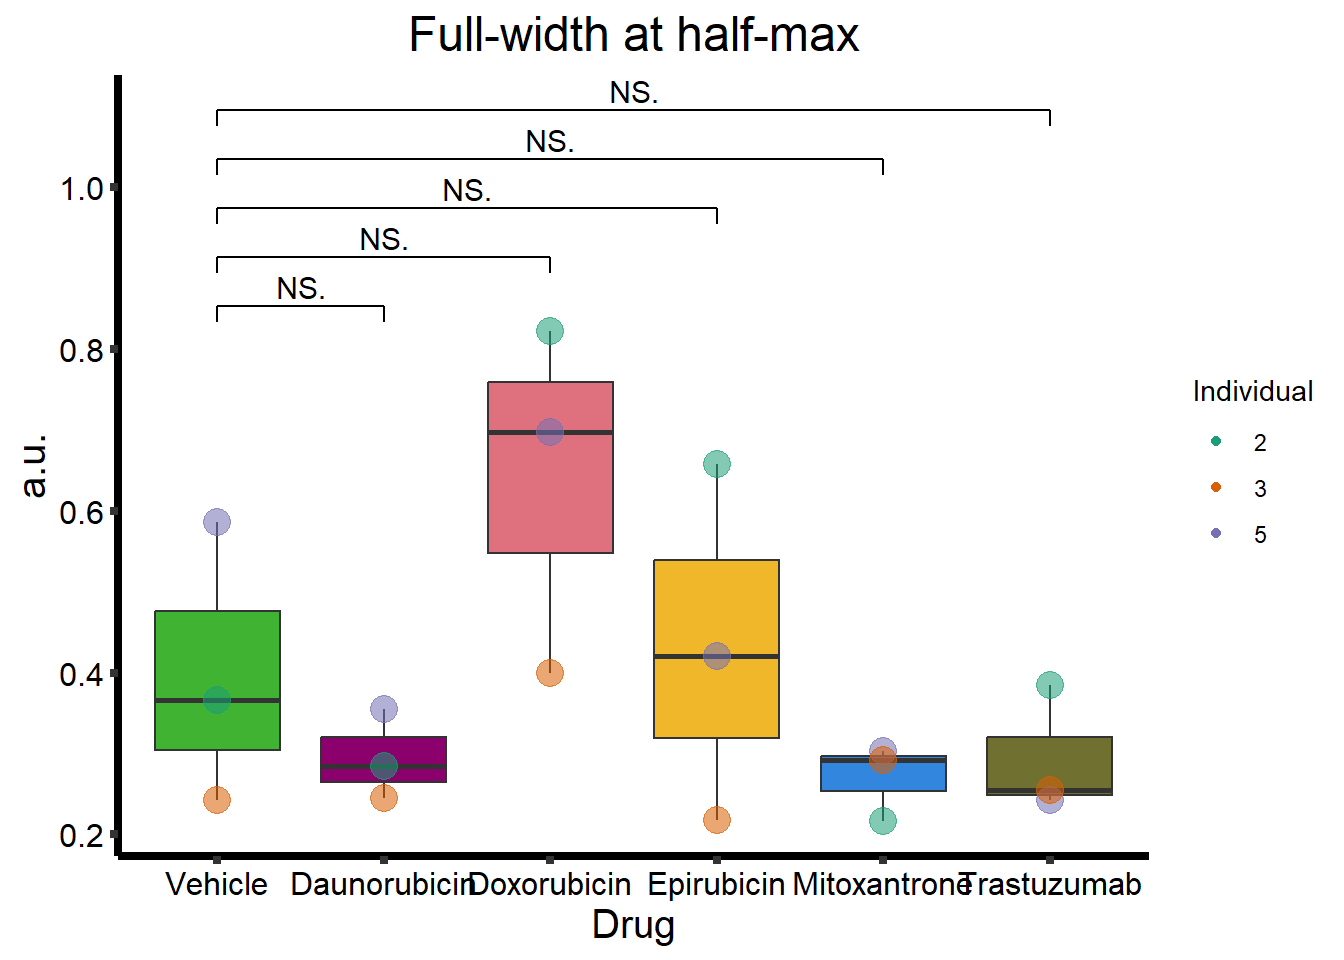 Full-width at half-max
NS.
NS.
NS.
NS.
NS.
1.0
0.8
0.6
0.4
0.2
a.u.
Vehicle Daunorubicin Doxorubicin Epirubicin Mitoxantrone Trastuzumab
Drug
Individual
2
3
5